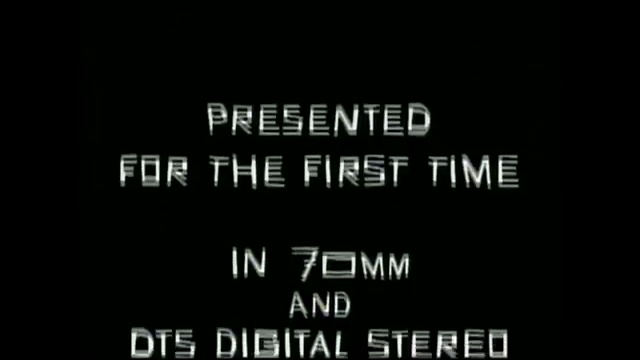 PRESENTED
FOR THE FIRST TIME
IN 70MM
AND
DTS DIGITAL STEREO